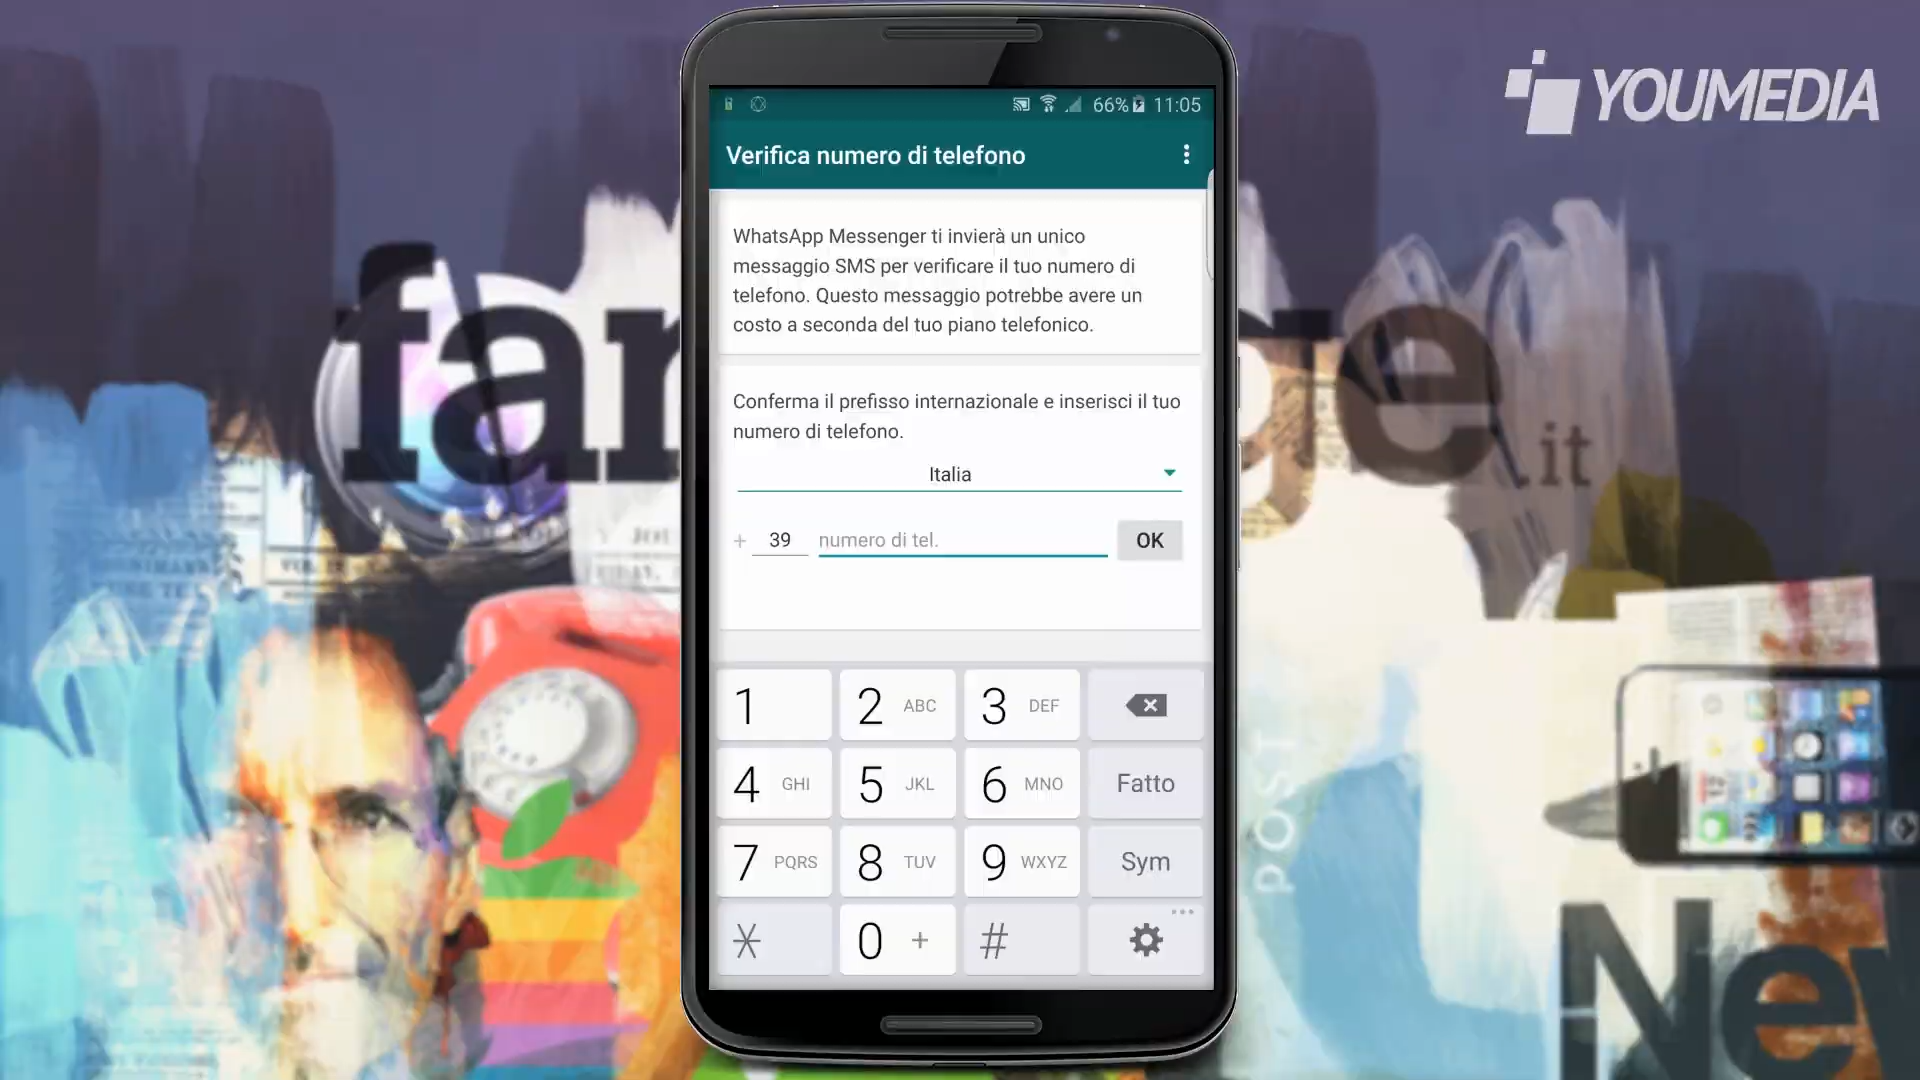 YOUMEDIA
66% 11:05
Verifica numero di telefono
WhatsApp Messenger ti invierà un unico
messaggio SMS per verificare il tuo numero di
telefono. Questo messaggio potrebbe avere un
costo a seconda del tuo piano telefonico.
Conferma il prefisso internazionale e inserisci il tuo
numero di telefono.
Italia
+ 39 numero di tel. OK
1 2 ABC 3 DEF
4 GHI 5 JKL 6 MNO Fatto
7 PQRS 8 TUV 9 WXYZ Sym
* 0 + #
fan
ge.it
POST
New